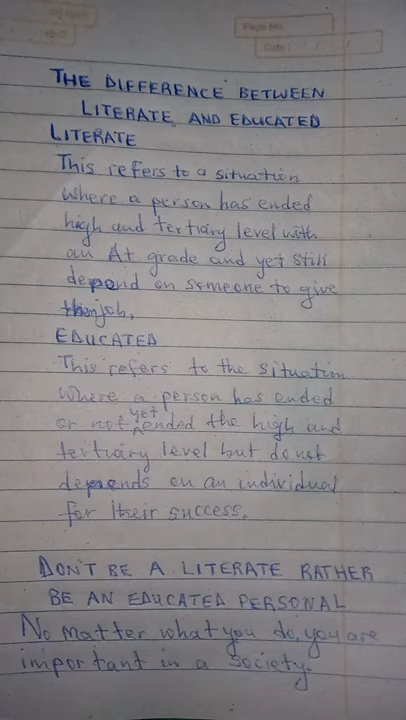 Page No.
Date:
THE DIFFERENCE BETWEEN
LITERATE AND EDUCATED
LITERATE
This refers to a situation
where a person has ended
high and tertiary level with
an A+ grade and yet still
depend on someone to give
them job,
EDUCATED
This refers to the situation
where a person has ended
or not yet ended the high and
tertiary level but do not
depends on an individual
for their success.
DON'T BE A LITERATE RATHER
BE AN EDUCATED PERSONAL
No matter what you do, you are
important in a society.